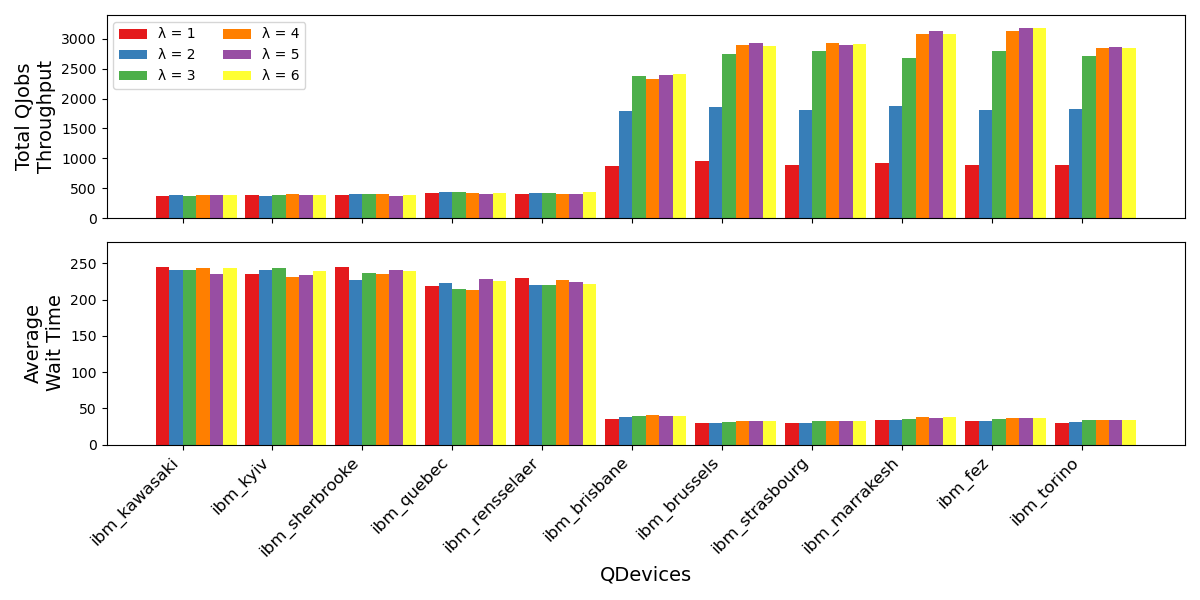 Total QJobs
Throughput
3000
2500
2000
1500
1000
500
0
λ = 1
λ = 2
λ = 3
λ = 4
λ = 5
λ = 6
Average
Wait Time
250
200
150
100
50
0
ibm_kawasaki
ibm_kyiv
ibm_sherbrooke
ibm_quebec
ibm_rensselaer
ibm_brisbane
ibm_brussels
ibm_strasbourg
ibm_marrakesh
ibm_fez
ibm_torino
QDevices